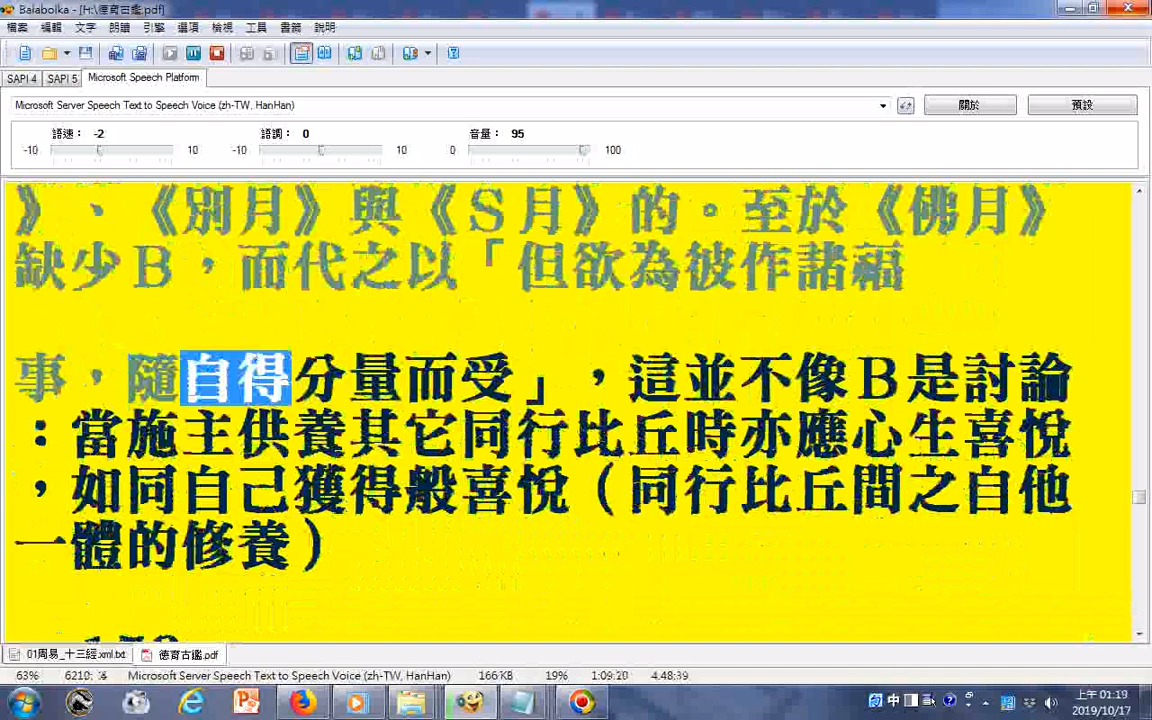 Balabolka - [H:\德育古鑑.pdf]
檔案 編輯 文字 朗讀 引擎 選項 檢視 工具 書籤 說明
SAPI 4 SAPI 5 Microsoft Speech Platform
Microsoft Server Speech Text to Speech Voice (zh-TW, HanHan) 關於 預設
語速： -2 語調： 0 音量： 95
-10 10 -10 10 0 100
》、《別月》與《Ｓ月》的。至於《佛月》
缺少Ｂ，而代之以「但欲為彼作諸福
事，隨自得分量而受」，這並不像Ｂ是討論
：當施主供養其它同行比丘時亦應心生喜悅
，如同自己獲得般喜悅（同行比丘間之自他
一體的修養）
01周易_十三經.xml.txt 德育古鑑.pdf
63% Microsoft Server Speech Text to Speech Voice (zh-TW, HanHan) 166 KB 19% 1:09:20 4:48:39
中 上午 01:19
2019/10/17